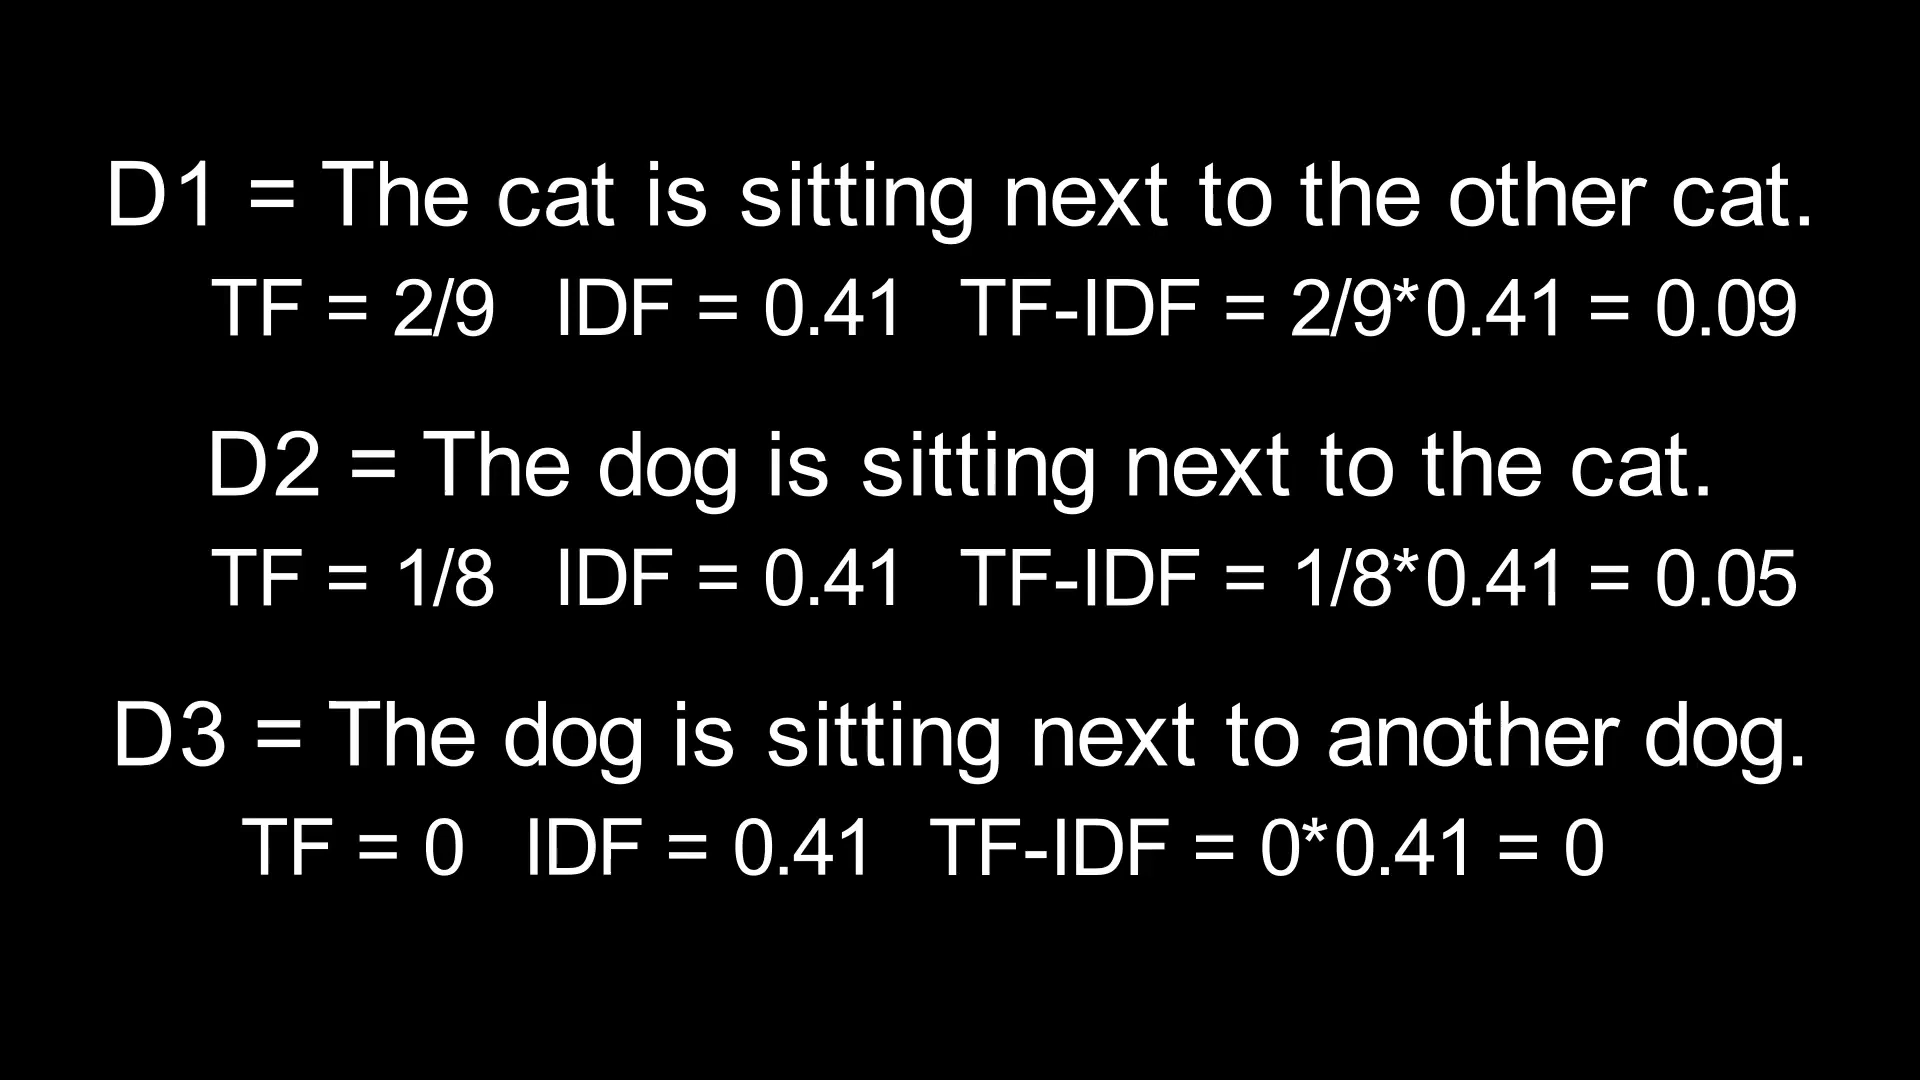 D1 = The cat is sitting next to the other cat.
TF = 2/9 IDF = 0.41 TF-IDF = 2/9*0.41 = 0.09
D2 = The dog is sitting next to the cat.
TF = 1/8 IDF = 0.41 TF-IDF = 1/8*0.41 = 0.05
D3 = The dog is sitting next to another dog.
TF = 0 IDF = 0.41 TF-IDF = 0*0.41 = 0